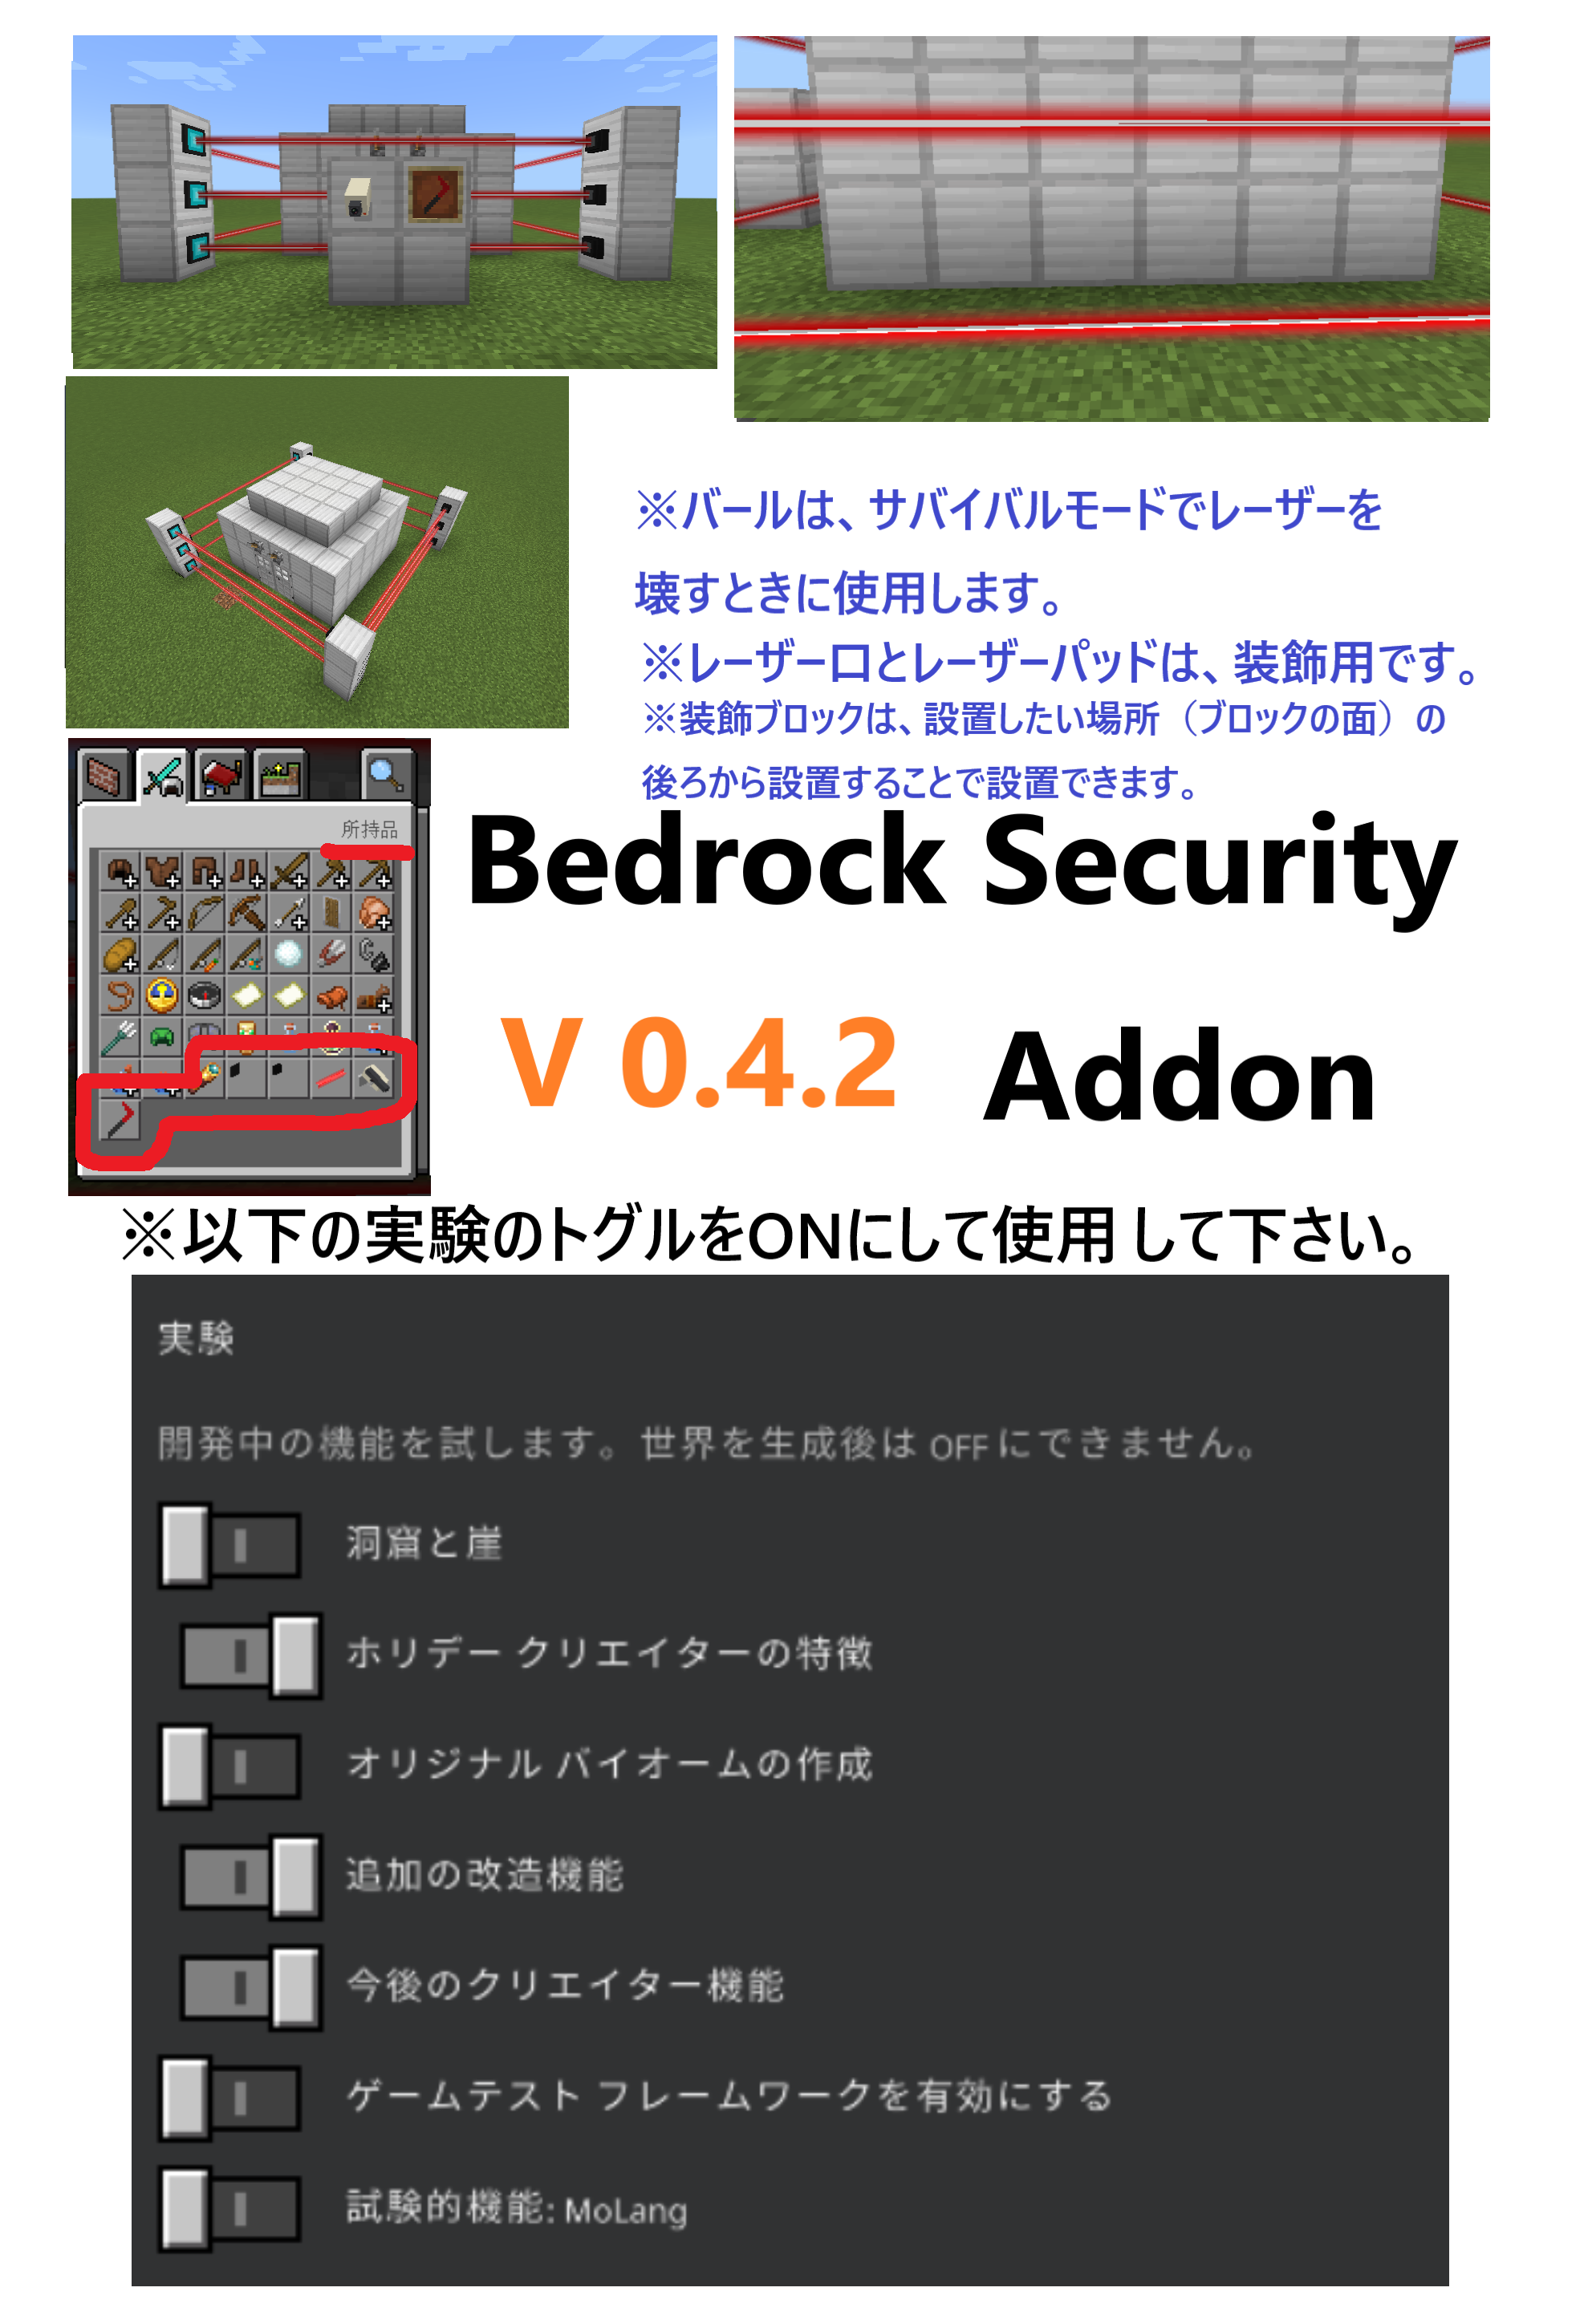 ※バールは、サバイバルモードでレーザーを
壊すときに使用します。
※レーザー口とレーザーパッドは、装飾用です。
※装飾ブロックは、設置したい場所（ブロックの面）の
後ろから設置することで設置できます。
所持品
Bedrock Security
V 0.4.2 Addon
※以下の実験のトグルをONにして使用して下さい。
実験
開発中の機能を試します。世界を生成後は OFF にできません。
洞窟と崖
ホリデー クリエイターの特徴
オリジナル バイオームの作成
追加の改造機能
今後のクリエイター機能
ゲームテスト フレームワークを有効にする
試験的機能: MoLang